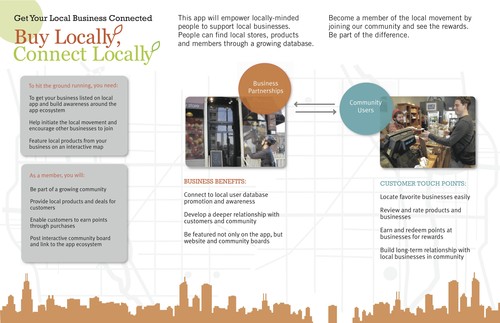 Get Your Local Business Connected
Buy Locally,
Connect Locally
This app will empower locally-minded
people to support local businesses.
People can find local stores, products
and members through a growing database.
Become a member of the local movement by
joining our community and see the rewards.
Be part of the difference.
To hit the ground running, you need:
To get your business listed on local
app and build awareness around the
app ecosystem
Help initiate the local movement and
encourage other businesses to join
Feature local products from your
business on an interactive map
As a member, you will:
Be part of a growing community
Provide local products and deals for
customers
Enable customers to earn points
through purchases
Post interactive community board
and link to the app ecosystem
Business
Partnerships
Community
Users
BUSINESS BENEFITS:
Connect to local user database
promotion and awareness
Develop a deeper relationship with
customers and community
Be featured not only on the app, but
website and community boards
CUSTOMER TOUCH POINTS:
Locate favorite businesses easily
Review and rate products and
businesses
Earn and redeem points at
businesses for rewards
Build long-term relationship with
local businesses in community